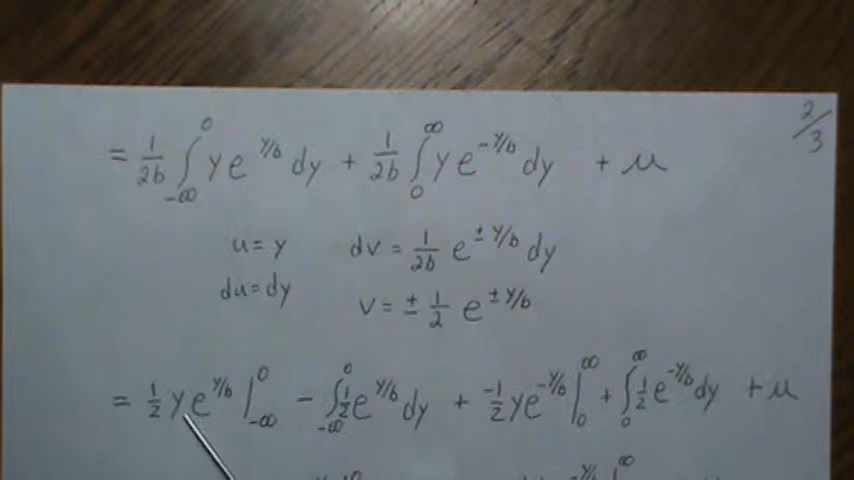 2/3
= 1/2b ∫_{-∞}^{0} y e^{y/b} dy + 1/2b ∫_{0}^{∞} y e^{-y/b} dy + μ
u = y dv = 1/2b e^{± y/b} dy
du = dy v = ± 1/2 e^{± y/b}
= 1/2 y e^{y/b} |_{-∞}^{0} - ∫_{-∞}^{0} 1/2 e^{y/b} dy + -1/2 y e^{-y/b} |_{0}^{∞} + ∫_{0}^{∞} 1/2 e^{-y/b} dy + μ